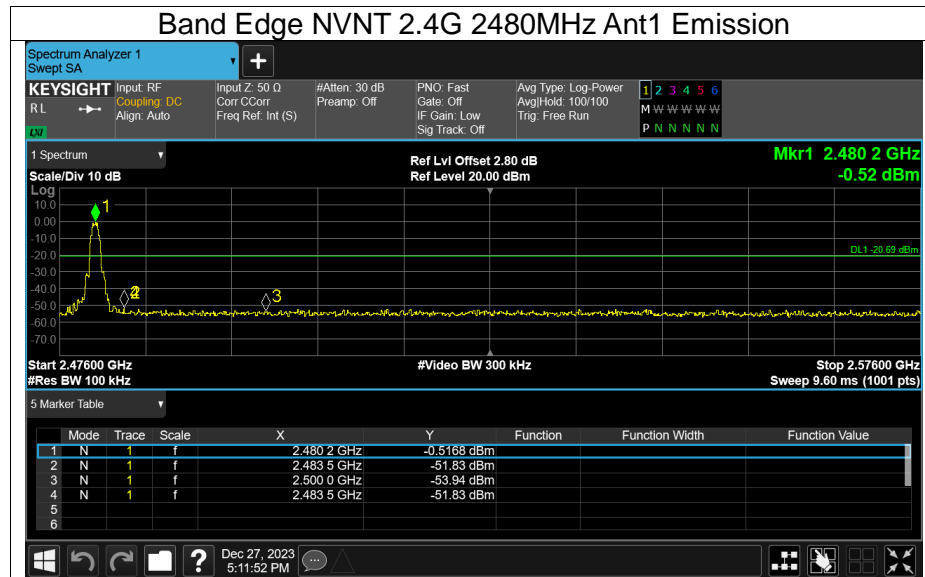 Band Edge NVNT 2.4G 2480MHz Ant1 Emission
Spectrum Analyzer 1
Swept SA
+
KEYSIGHT
R L
LXI
Input: RF
Coupling: DC
Align: Auto
Input Z: 50 Ω
Corr CCorr
Freq Ref: Int (S)
#Atten: 30 dB
Preamp: Off
PNO: Fast
Gate: Off
IF Gain: Low
Sig Track: Off
Avg Type: Log-Power
Avg|Hold: 100/100
Trig: Free Run
1 2 3 4 5 6
M W W W W W
P N N N N N
1 Spectrum
Scale/Div 10 dB
Ref Lvl Offset 2.80 dB
Ref Level 20.00 dBm
Mkr1 2.480 2 GHz
-0.52 dBm
Log
10.0
0.00
-10.0
-20.0
-30.0
-40.0
-50.0
-60.0
-70.0
1
3
DL1 -20.69 dBm
Start 2.47600 GHz
#Video BW 300 kHz
Stop 2.57600 GHz
#Res BW 100 kHz
Sweep 9.60 ms (1001 pts)
5 Marker Table
Mode Trace Scale X Y Function Function Width Function Value
1 N 1 f 2.480 2 GHz -0.5168 dBm
2 N 1 f 2.483 5 GHz -51.83 dBm
3 N 1 f 2.500 0 GHz -53.94 dBm
4 N 1 f 2.483 5 GHz -51.83 dBm
5
6
?
Dec 27, 2023
5:11:52 PM